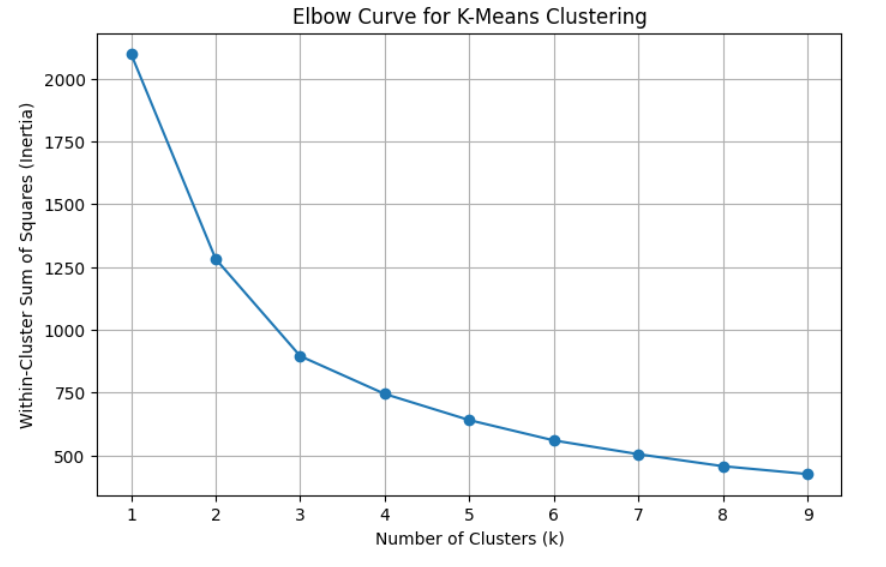 Elbow Curve for K-Means Clustering
Within-Cluster Sum of Squares (Inertia)
2000
1750
1500
1250
1000
750
500
1 2 3 4 5 6 7 8 9
Number of Clusters (k)